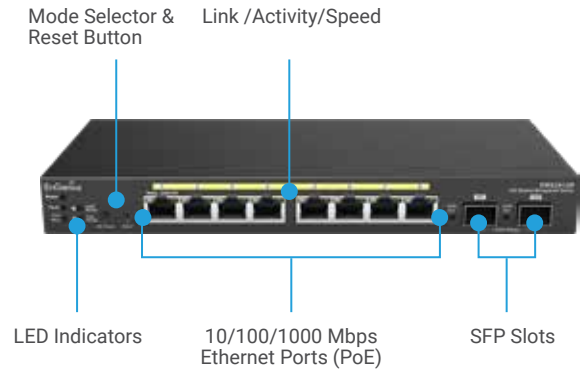 Mode Selector &
Reset Button
Link /Activity/Speed
EnGenius
LED Indicators
10/100/1000 Mbps
Ethernet Ports (PoE)
SFP Slots